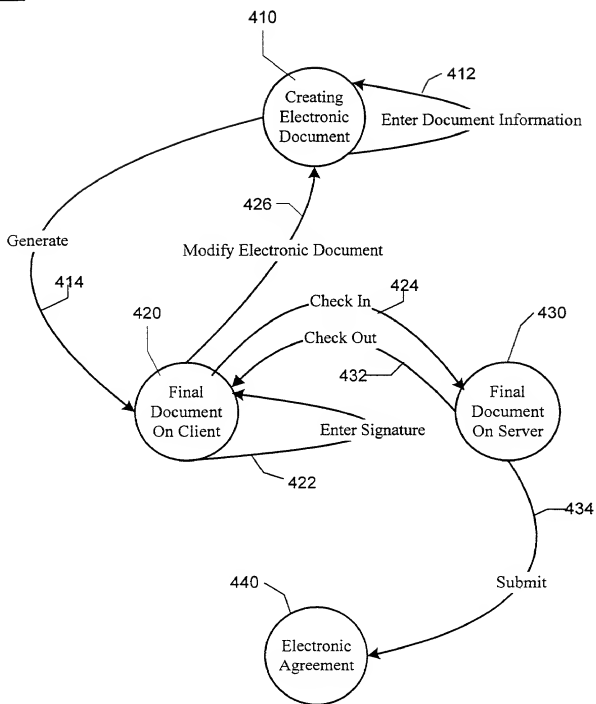 410
412
Creating
Electronic
Document
Enter Document Information
426
Generate
Modify Electronic Document
414
424
Check In
420
430
Check Out
432
Final
Document
On Client
Final
Document
On Server
Enter Signature
422
434
440
Submit
Electronic
Agreement